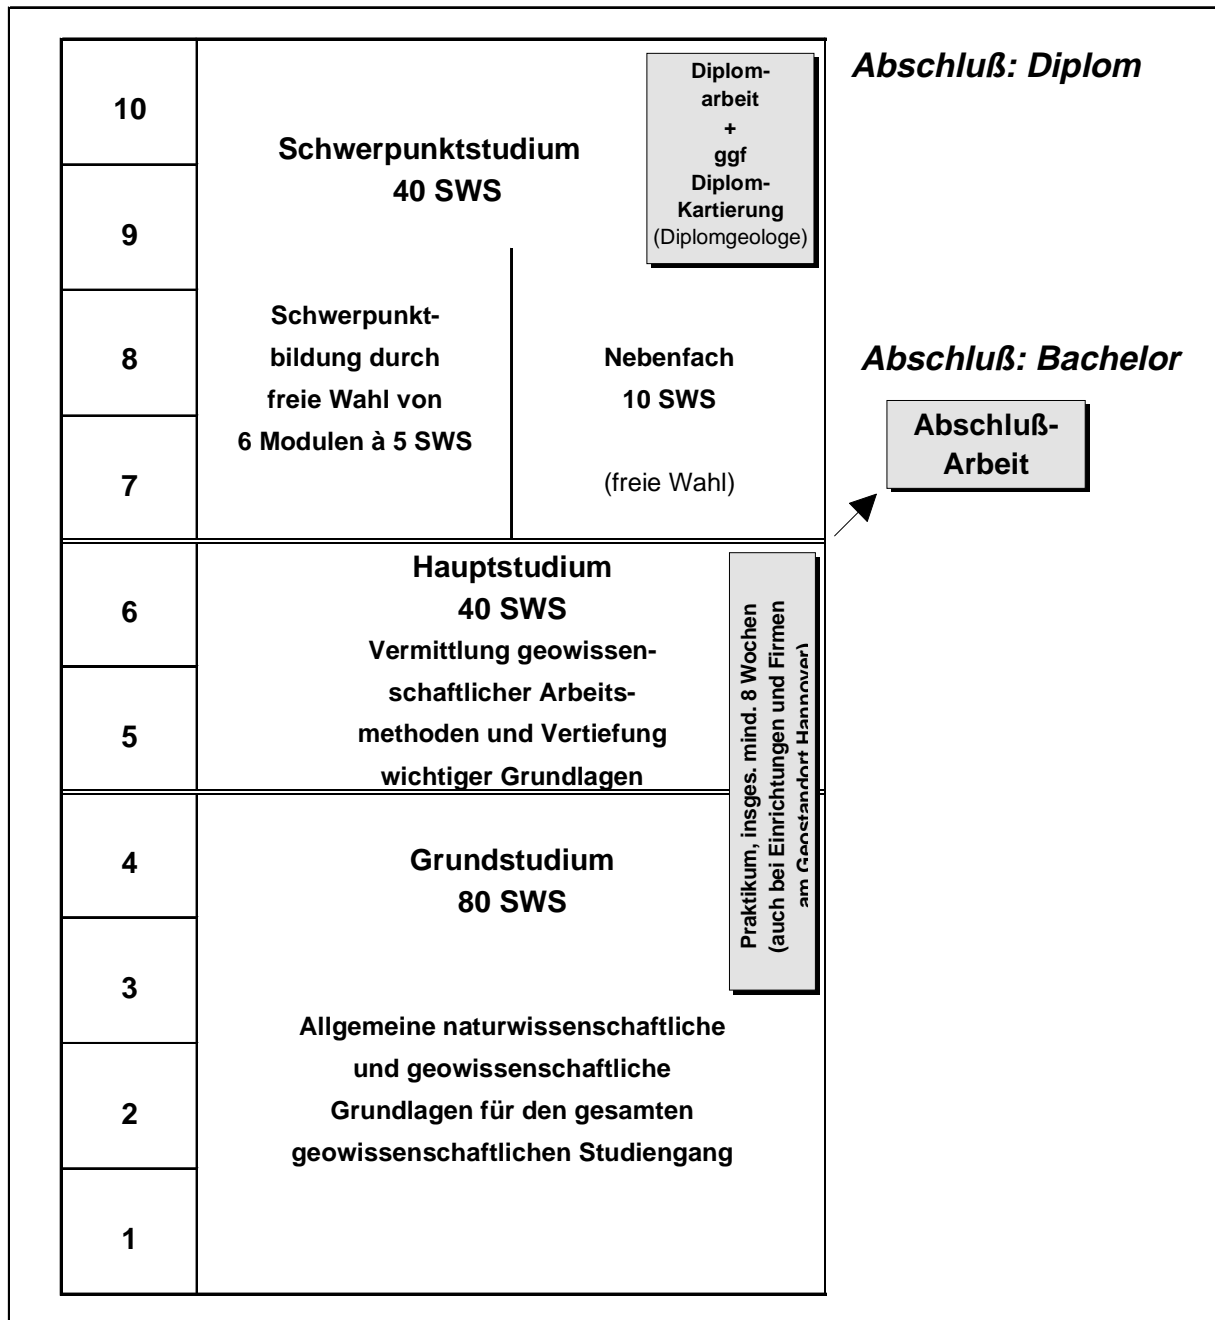 Abschluß: Diplom
10
9
8
7
6
5
4
3
2
1
Schwerpunktstudium
40 SWS
Diplom-
arbeit
+
ggf
Diplom-
Kartierung
(Diplomgeologe)
Schwerpunkt-
bildung durch
freie Wahl von
6 Modulen à 5 SWS
Nebenfach
10 SWS
(freie Wahl)
Abschluß: Bachelor
Abschluß-
Arbeit
Hauptstudium
40 SWS
Vermittlung geowissen-
schaftlicher Arbeits-
methoden und Vertiefung
wichtiger Grundlagen
Praktikum, insges. mind. 8 Wochen
(auch bei Einrichtungen und Firmen
am Geostandort Hannover)
Grundstudium
80 SWS
Allgemeine naturwissenschaftliche
und geowissenschaftliche
Grundlagen für den gesamten
geowissenschaftlichen Studiengang